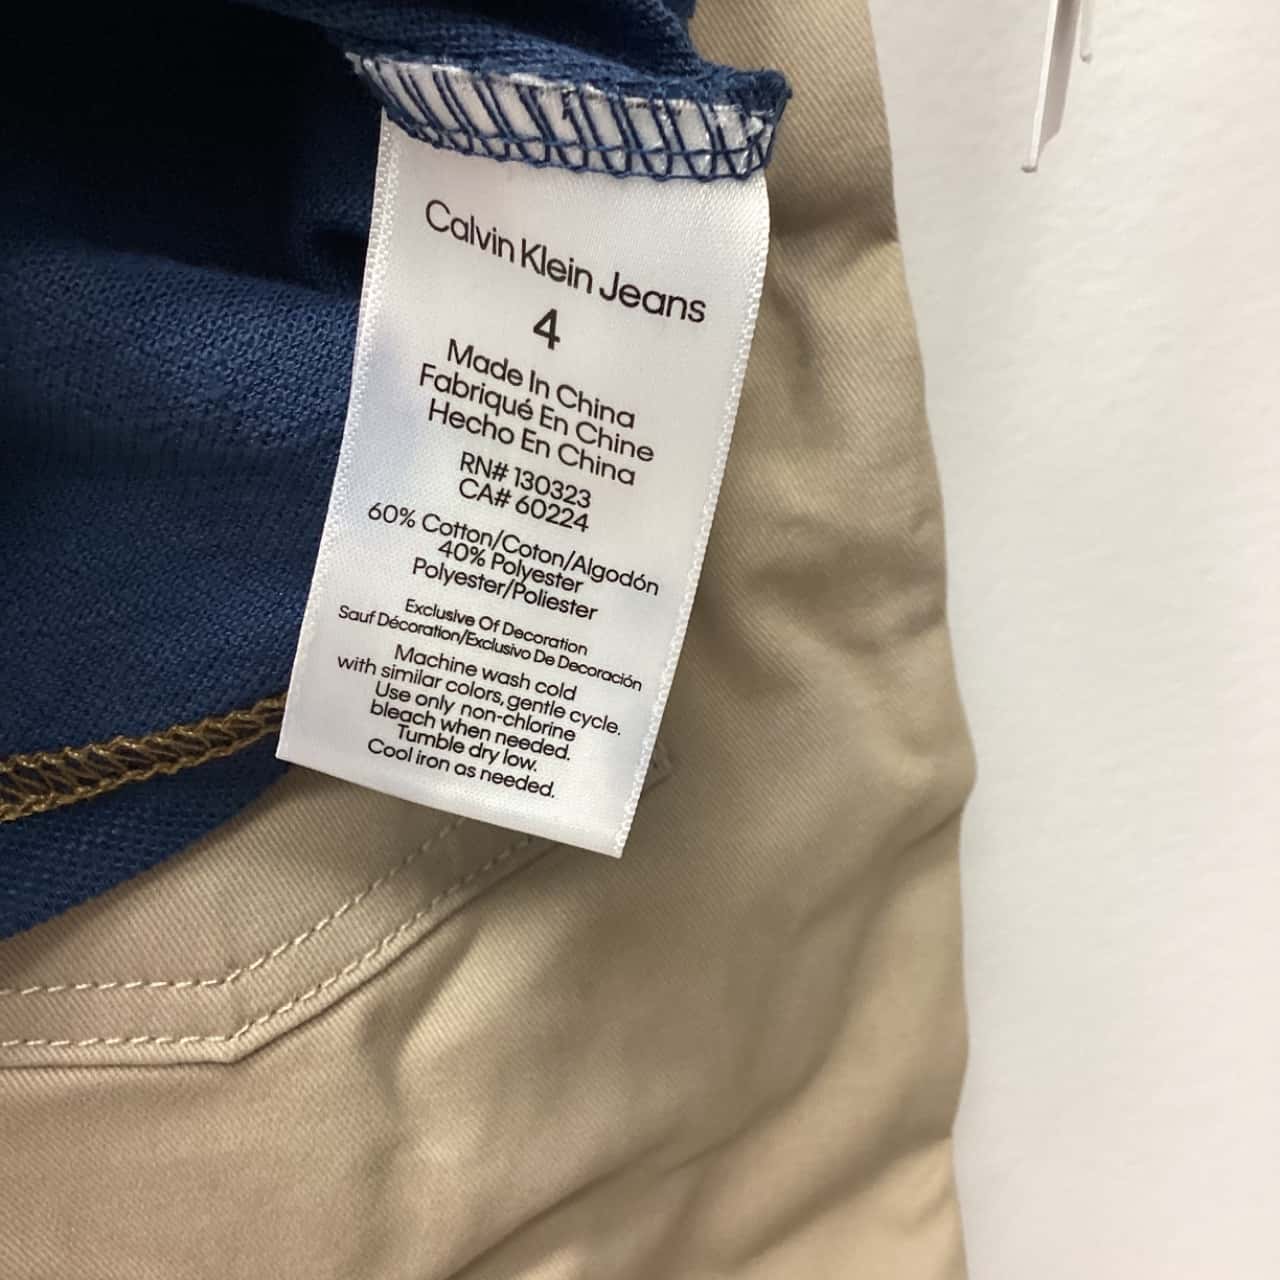 Calvin Klein Jeans
4
Made In China
Fabriqué En Chine
Hecho En China
RN# 130323
CA# 60224
60% Cotton/Coton/Algodón
40% Polyester
Polyester/Poliester
Exclusive Of Decoration
Sauf Décoration/Exclusivo De Decoración
Machine wash cold
with similar colors, gentle cycle.
Use only non-chlorine
bleach when needed.
Tumble dry low.
Cool iron as needed.